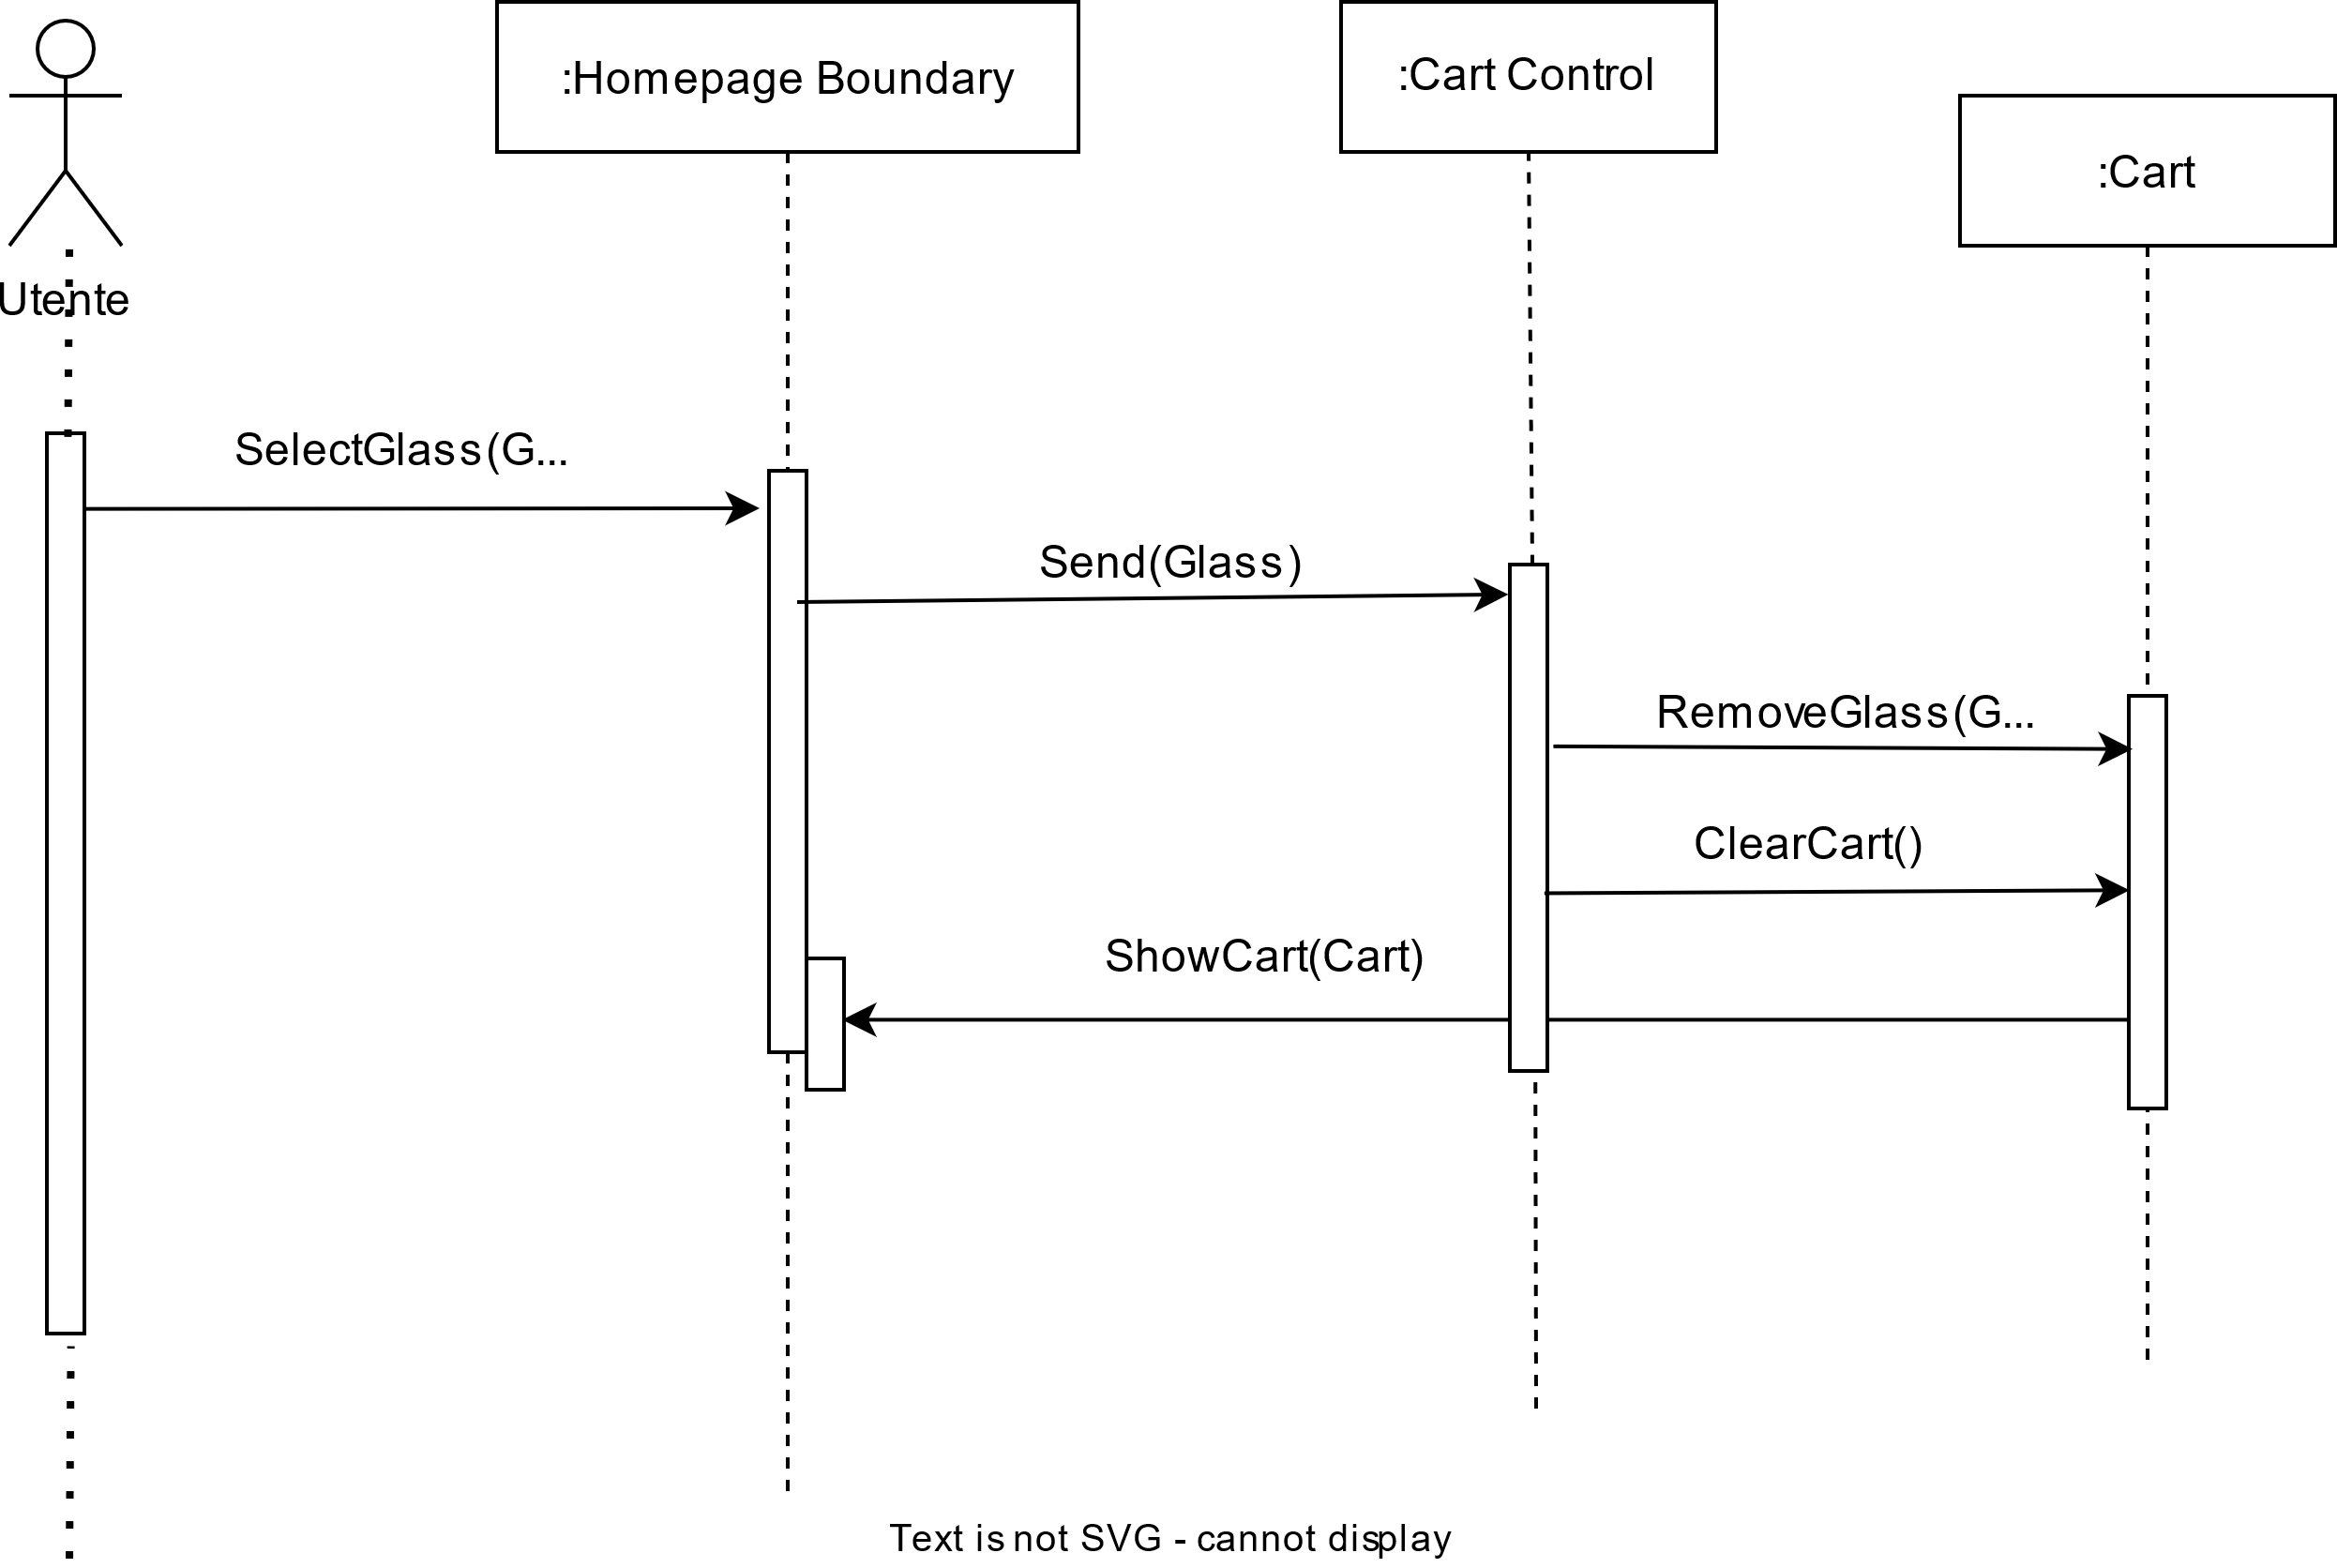 :Homepage Boundary
:Cart Control
:Cart
Utente
SelectGlass(G...
Send(Glass)
RemoveGlass(G...
ClearCart()
ShowCart(Cart)
Text is not SVG - cannot display